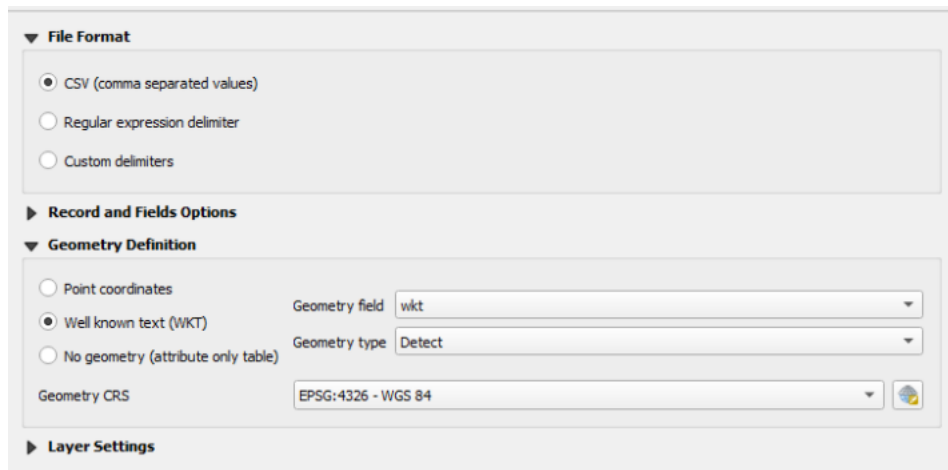 File Format
CSV (comma separated values)
Regular expression delimiter
Custom delimiters
Record and Fields Options
Geometry Definition
Point coordinates
Geometry field wkt
Well known text (WKT)
Geometry type Detect
No geometry (attribute only table)
Geometry CRS EPSG:4326 - WGS 84
Layer Settings